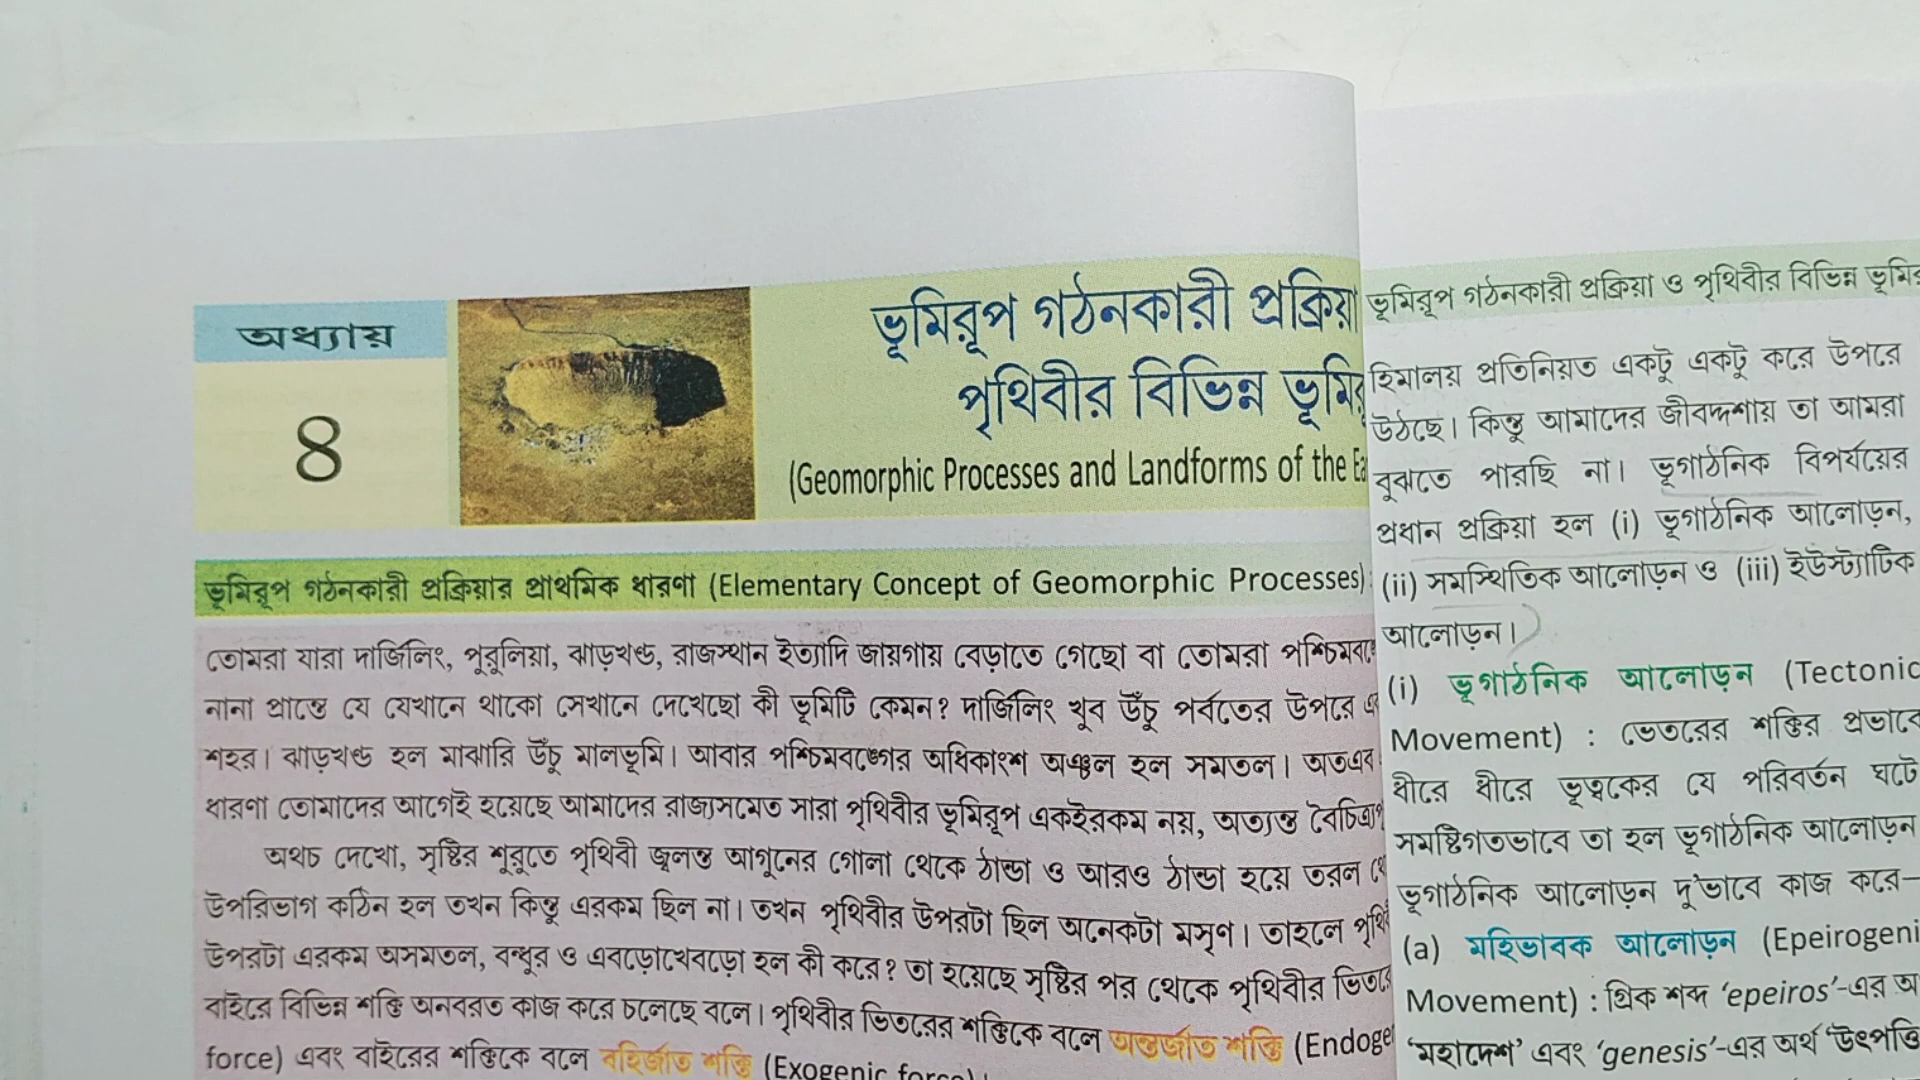 অধ্যায়
8
ভূমিরূপ গঠনকারী প্রক্রিয়া
পৃথিবীর বিভিন্ন
(Geomorphic Processes and Landforms of the
ভূমিরূপ গঠনকারী প্রক্রিয়ার প্রাথমিক ধারণা (Elementary Concept of Geomorphic Processes)
তোমরা যারা দার্জিলিং, পুরুলিয়া, ঝাড়খণ্ড, রাজস্থান ইত্যাদি জায়গায় বেড়াতে গেছো বা তোমরা
নানা প্রান্তে যে যেখানে থাকো সেখানে দেখেছো কী ভূমিটি কেমন? দার্জিলিং খুব উঁচু পর্বতের উপরে
শহর। ঝাড়খণ্ড হল মাঝারি উঁচু মালভূমি। আবার পশ্চিমবঙ্গের অধিকাংশ অঞ্চল হল সমতল। অতএব
ধারণা তোমাদের আগেই হয়েছে আমাদের রাজ্যসমেত সারা পৃথিবীর ভূমিরূপ একইরকম নয়, অত্যন্ত
অথচ দেখো, সৃষ্টির শুরুতে পৃথিবী জ্বলন্ত আগুনের গোলা থেকে ঠান্ডা ও আরও ঠান্ডা হয়ে তরল
উপরিভাগ কঠিন হল তখন কিন্তু এরকম ছিল না। তখন পৃথিবীর উপরটা ছিল অনেকটা মসৃণ। তাহলে
উপরটা এরকম অসমতল, বন্ধুর ও এবড়োখেবড়ো হল কী করে? তা হয়েছে সৃষ্টির পর থেকে পৃথিবীর
বাইরে বিভিন্ন শক্তি অনবরত কাজ করে চলেছে বলে। পৃথিবীর ভিতরের শক্তিকে বলে অন্তর্জাত শক্তি
force) এবং বাইরের শক্তিকে বলে বহির্জাত শক্তি (Exogenic force)।
ভূমিরূপ গঠনকারী প্রক্রিয়া ও পৃথিবীর বিভিন্ন
হিমালয় প্রতিনিয়ত একটু একটু করে উপরে
উঠছে। কিন্তু আমাদের জীবদ্দশায় তা আমরা
বুঝতে পারছি না। ভূগাঠনিক বিপর্যয়ের
প্রধান প্রক্রিয়া হল (i) ভূগাঠনিক আলোড়ন,
(ii) সমস্থিতিক আলোড়ন ও (iii) ইউস্ট্যাটিক
আলোড়ন।
(i) ভূগাঠনিক আলোড়ন (Tectonic
Movement) : ভেতরের শক্তির প্রভাবে
ধীরে ধীরে ভূত্বকের যে পরিবর্তন ঘটে
সমষ্টিগতভাবে তা হল ভূগাঠনিক আলোড়ন
ভূগাঠনিক আলোড়ন দু'ভাবে কাজ করে—
(a) মহিভাবক আলোড়ন
Movement) : গ্রিক শব্দ 'epeiros'-এর
'মহাদেশ' এবং 'genesis'-এর অর্থ